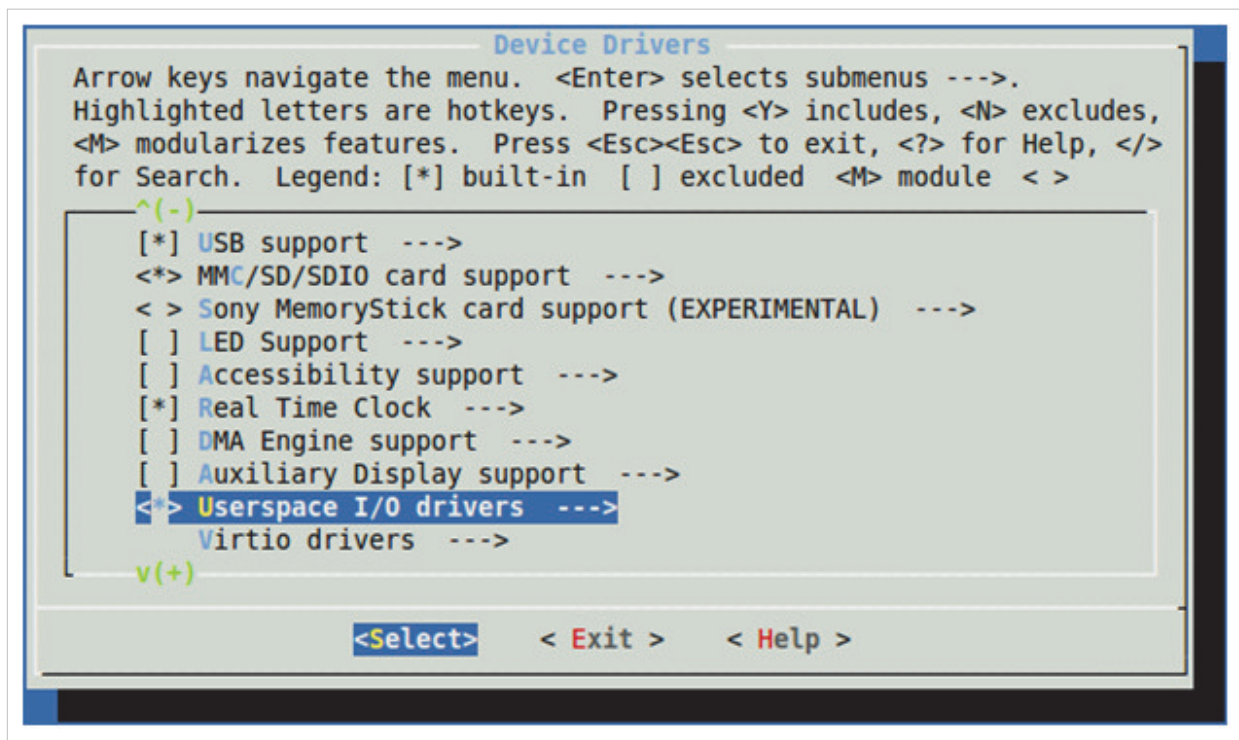 Device Drivers
Arrow keys navigate the menu.  <Enter> selects submenus --->.
Highlighted letters are hotkeys.  Pressing <Y> includes, <N> excludes,
<M> modularizes features.  Press <Esc><Esc> to exit, <?> for Help, </>
for Search.  Legend: [*] built-in  [ ] excluded  <M> module  < >
^(-)
[*] USB support  --->
<*> MMC/SD/SDIO card support  --->
< > Sony MemoryStick card support (EXPERIMENTAL)  --->
[ ] LED Support  --->
[ ] Accessibility support  --->
[*] Real Time Clock  --->
[ ] DMA Engine support  --->
[ ] Auxiliary Display support  --->
<*> Userspace I/O drivers  --->
Virtio drivers  --->
v(+)
<Select>    < Exit >    < Help >